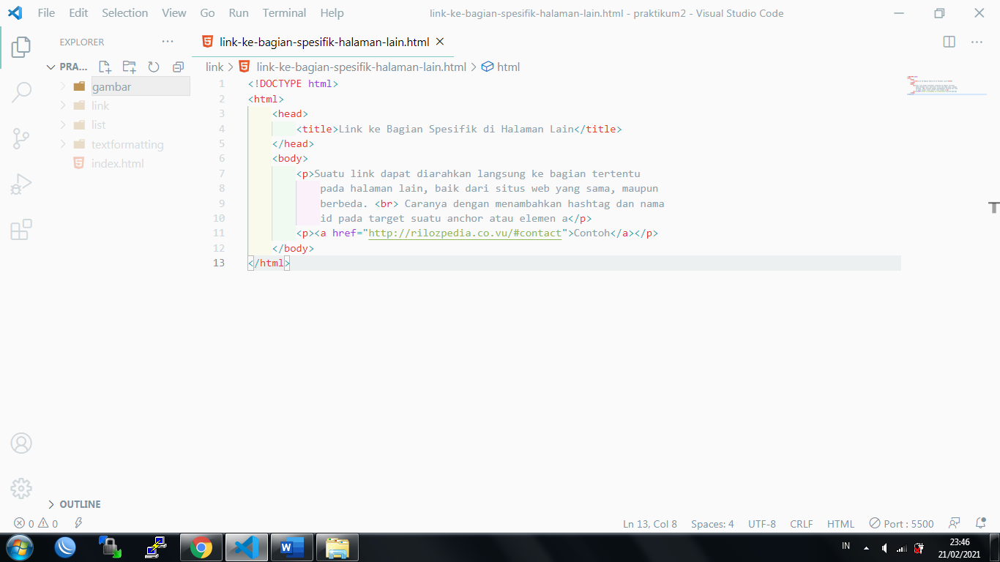 File Edit Selection View Go Run Terminal Help
link-ke-bagian-spesifik-halaman-lain.html - praktikum2 - Visual Studio Code
EXPLORER
link-ke-bagian-spesifik-halaman-lain.html
PRA...
gambar
link
list
textformatting
index.html
link > link-ke-bagian-spesifik-halaman-lain.html > html
1 <!DOCTYPE html>
2 <html>
3 <head>
4 <title>Link ke Bagian Spesifik di Halaman Lain</title>
5 </head>
6 <body>
7 <p>Suatu link dapat diarahkan langsung ke bagian tertentu
8 pada halaman lain, baik dari situs web yang sama, maupun
9 berbeda. <br> Caranya dengan menambahkan hashtag dan nama
10 id pada target suatu anchor atau elemen a</p>
11 <p><a href="http://rilozpedia.co.vu/#contact">Contoh</a></p>
12 </body>
13 </html>
OUTLINE
0 0
Ln 13, Col 8 Spaces: 4 UTF-8 CRLF HTML Port : 5500
IN
23:46
21/02/2021